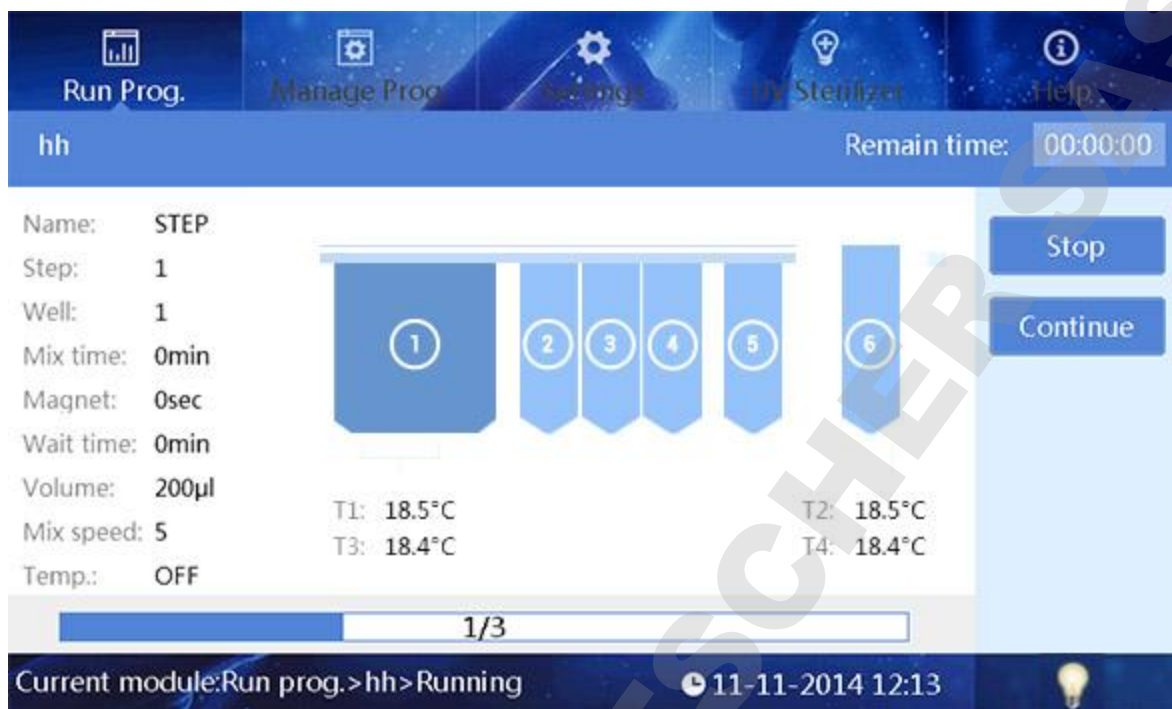 Run Prog.
Manage Prog.
Settings
UV Sterilizer
Help
hh
Remain time: 00:00:00
Name: STEP
Step: 1
Well: 1
Mix time: 0min
Magnet: 0sec
Wait time: 0min
Volume: 200μl
Mix speed: 5
Temp.: OFF
1
2
3
4
5
6
T1: 18.5°C
T3: 18.4°C
T2: 18.5°C
T4: 18.4°C
Stop
Continue
1/3
Current module:Run prog.>hh>Running
11-11-2014 12:13
ESCHER SAS